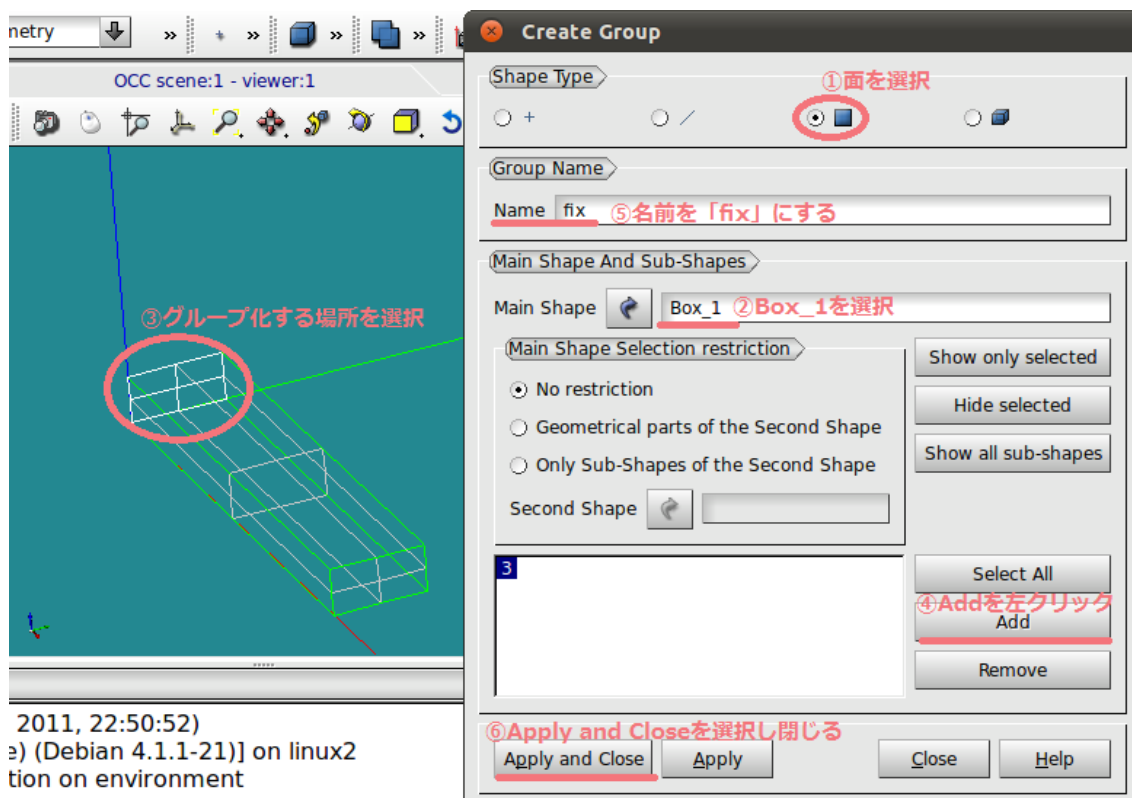 metry
»
»
»
»
OCC scene:1 - viewer:1
③グループ化する場所を選択
2011, 22:50:52)
e) (Debian 4.1.1-21)] on linux2
tion on environment
Create Group
Shape Type
①面を選択
Group Name
Name fix ⑤名前を「fix」にする
Main Shape And Sub-Shapes
Main Shape Box_1 ②Box_1を選択
Main Shape Selection restriction
No restriction
Geometrical parts of the Second Shape
Only Sub-Shapes of the Second Shape
Second Shape
Show only selected
Hide selected
Show all sub-shapes
3
Select All
④Addを左クリック
Add
Remove
⑥Apply and Closeを選択し閉じる
Apply and Close Apply Close Help